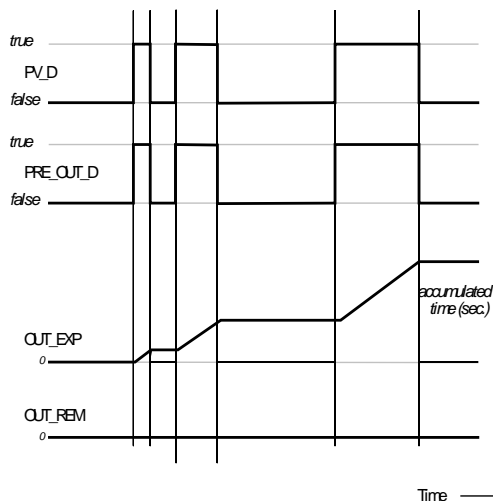 true
PV_D
false
true
PRE_OUT_D
false
accumulated
time (sec.)
OUT_EXP
0
OUT_REM
0
Time